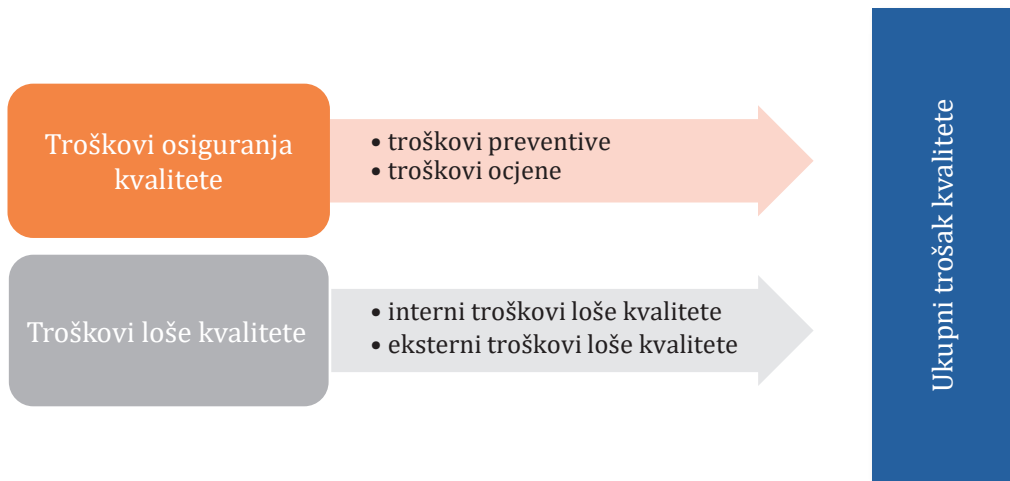 Troškovi osiguranja
kvalitete
• troškovi preventive
• troškovi ocjene
Troškovi loše kvalitete
• interni troškovi loše kvalitete
• eksterni troškovi loše kvalitete
Ukupni trošak kvalitete